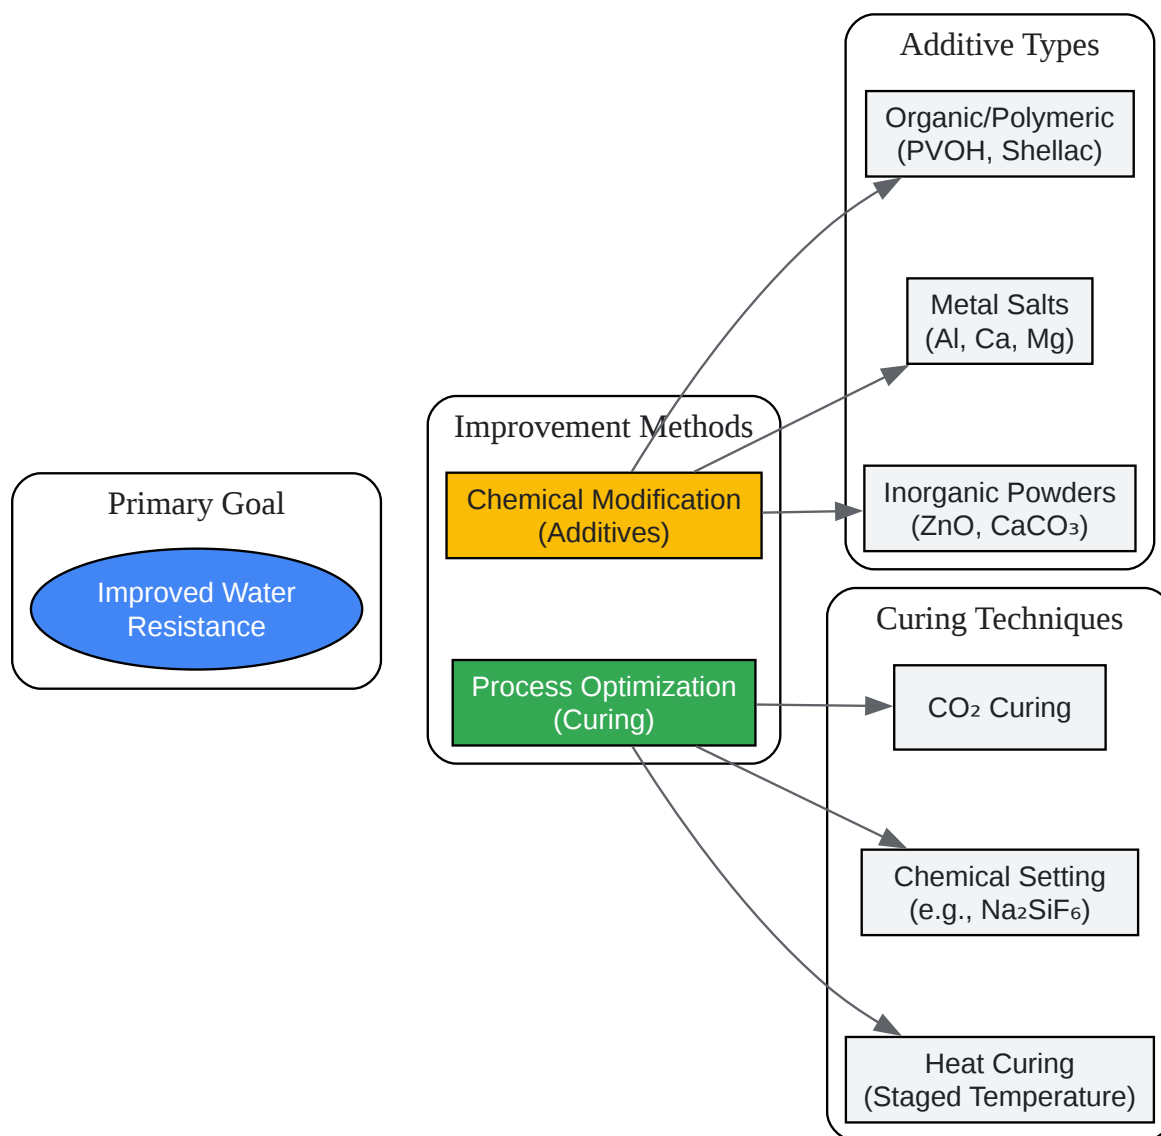 Primary Goal
Improved Water
Resistance
Improvement Methods
Chemical Modification
(Additives)
Process Optimization
(Curing)
Additive Types
Organic/Polymeric
(PVOH, Shellac)
Metal Salts
(Al, Ca, Mg)
Inorganic Powders
(ZnO, CaCO₃)
Curing Techniques
CO₂ Curing
Chemical Setting
(e.g., Na₂SiF₆)
Heat Curing
(Staged Temperature)